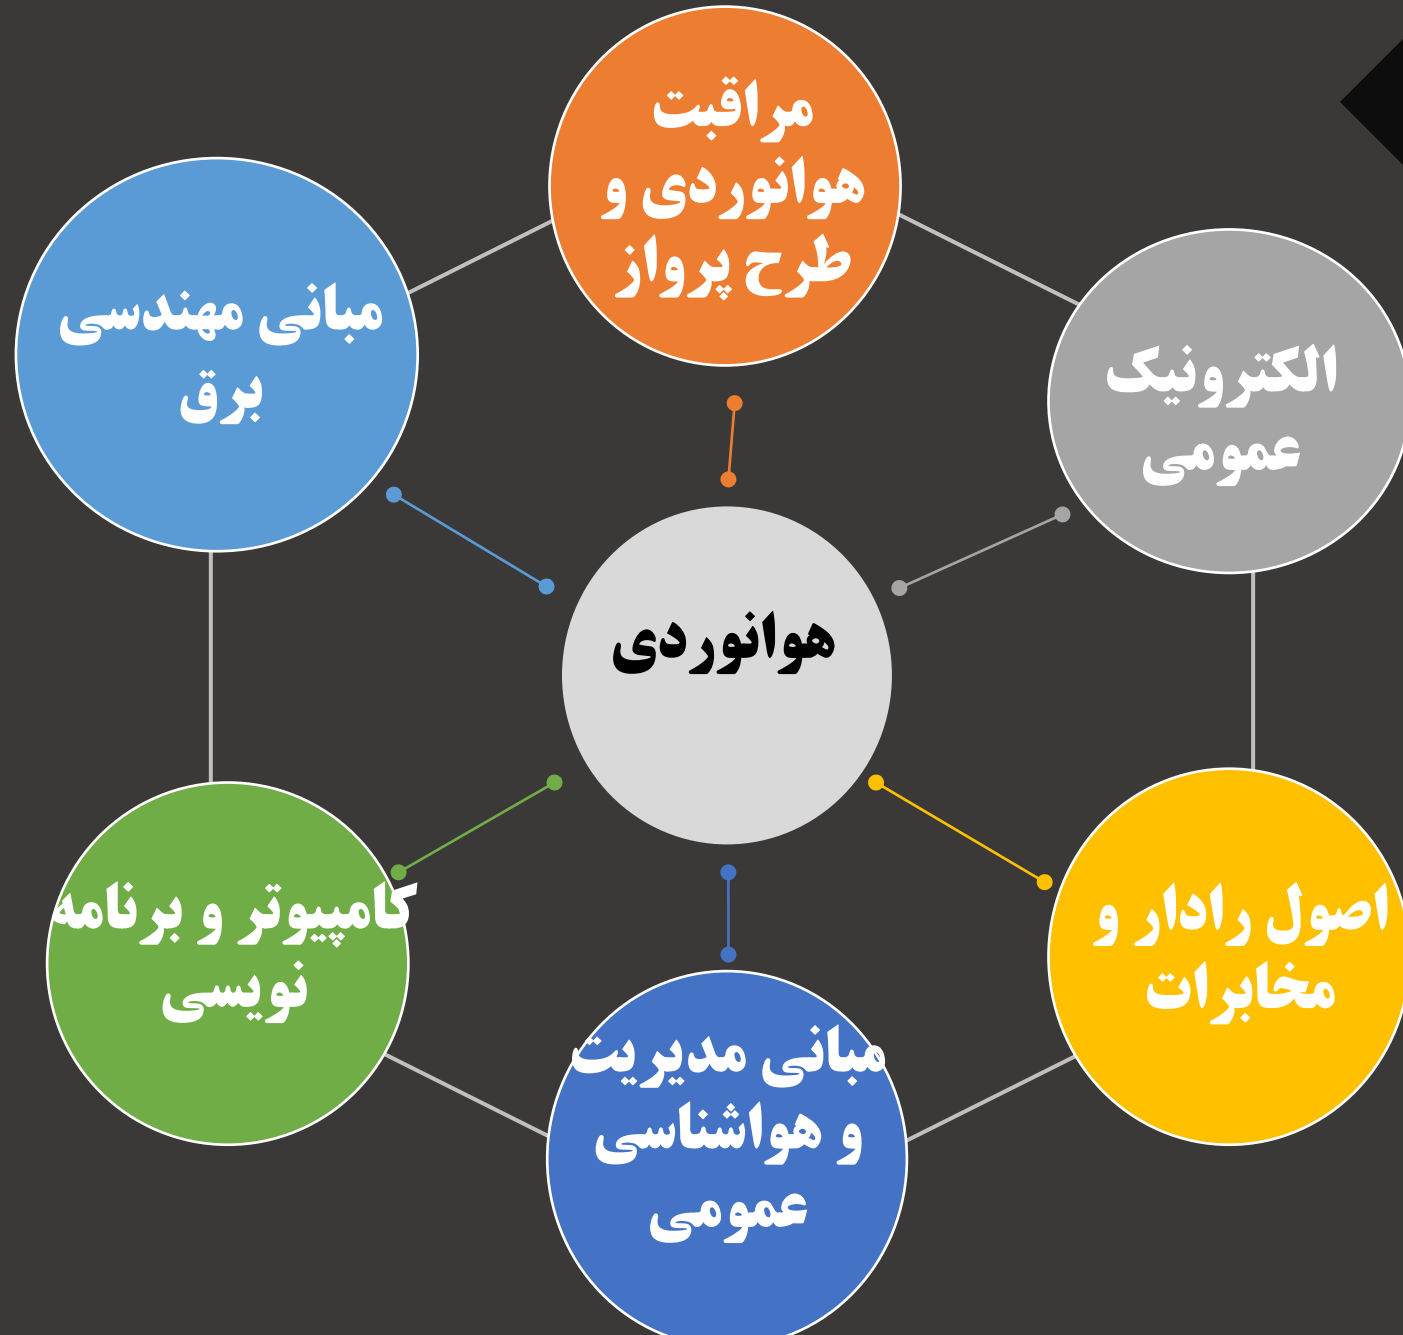 مراقبت
هوانوردی و
طرح پرواز
الکترونیک
عمومی
اصول رادار و
مخابرات
مبانی مدیریت
و هواشناسی
عمومی
کامپیوتر و برنامه
نویسی
مبانی مهندسی
برق
هوانوردی